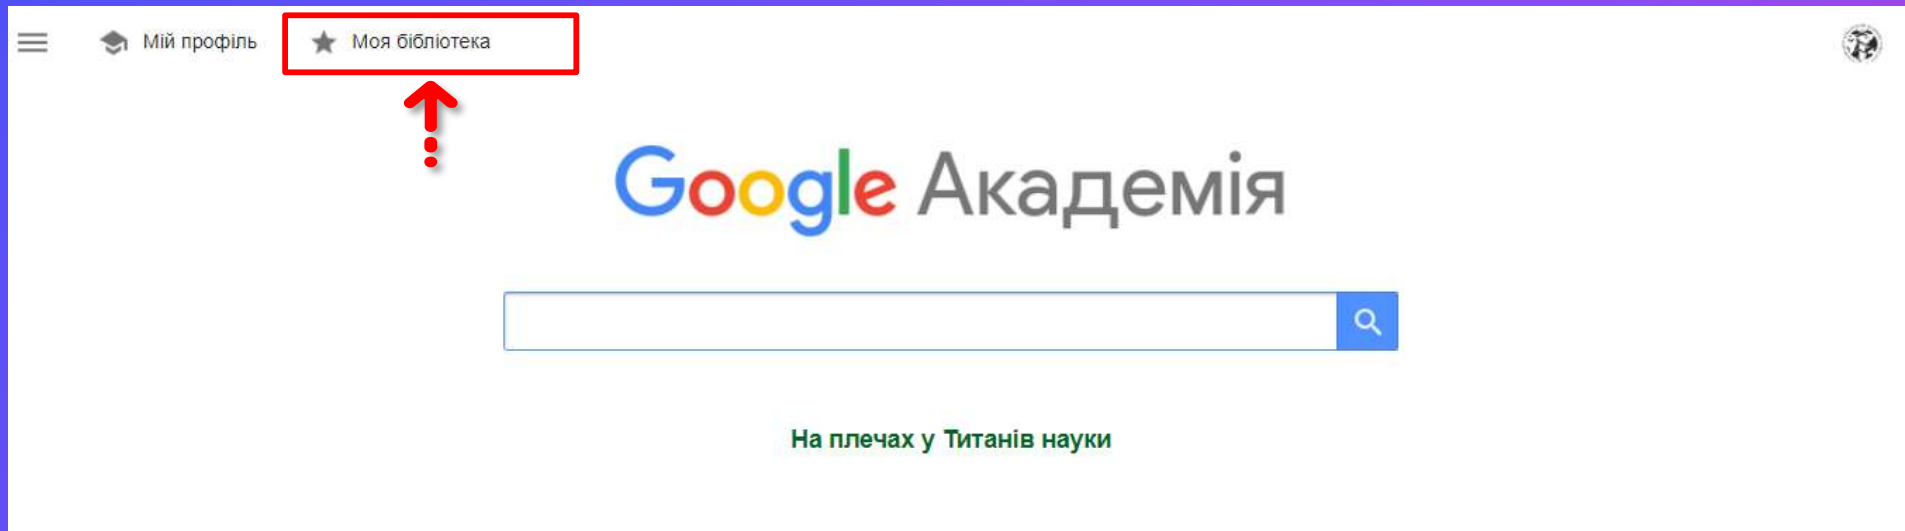 Мій профіль
Моя бібліотека
Google Академія
На плечах у Титанів науки